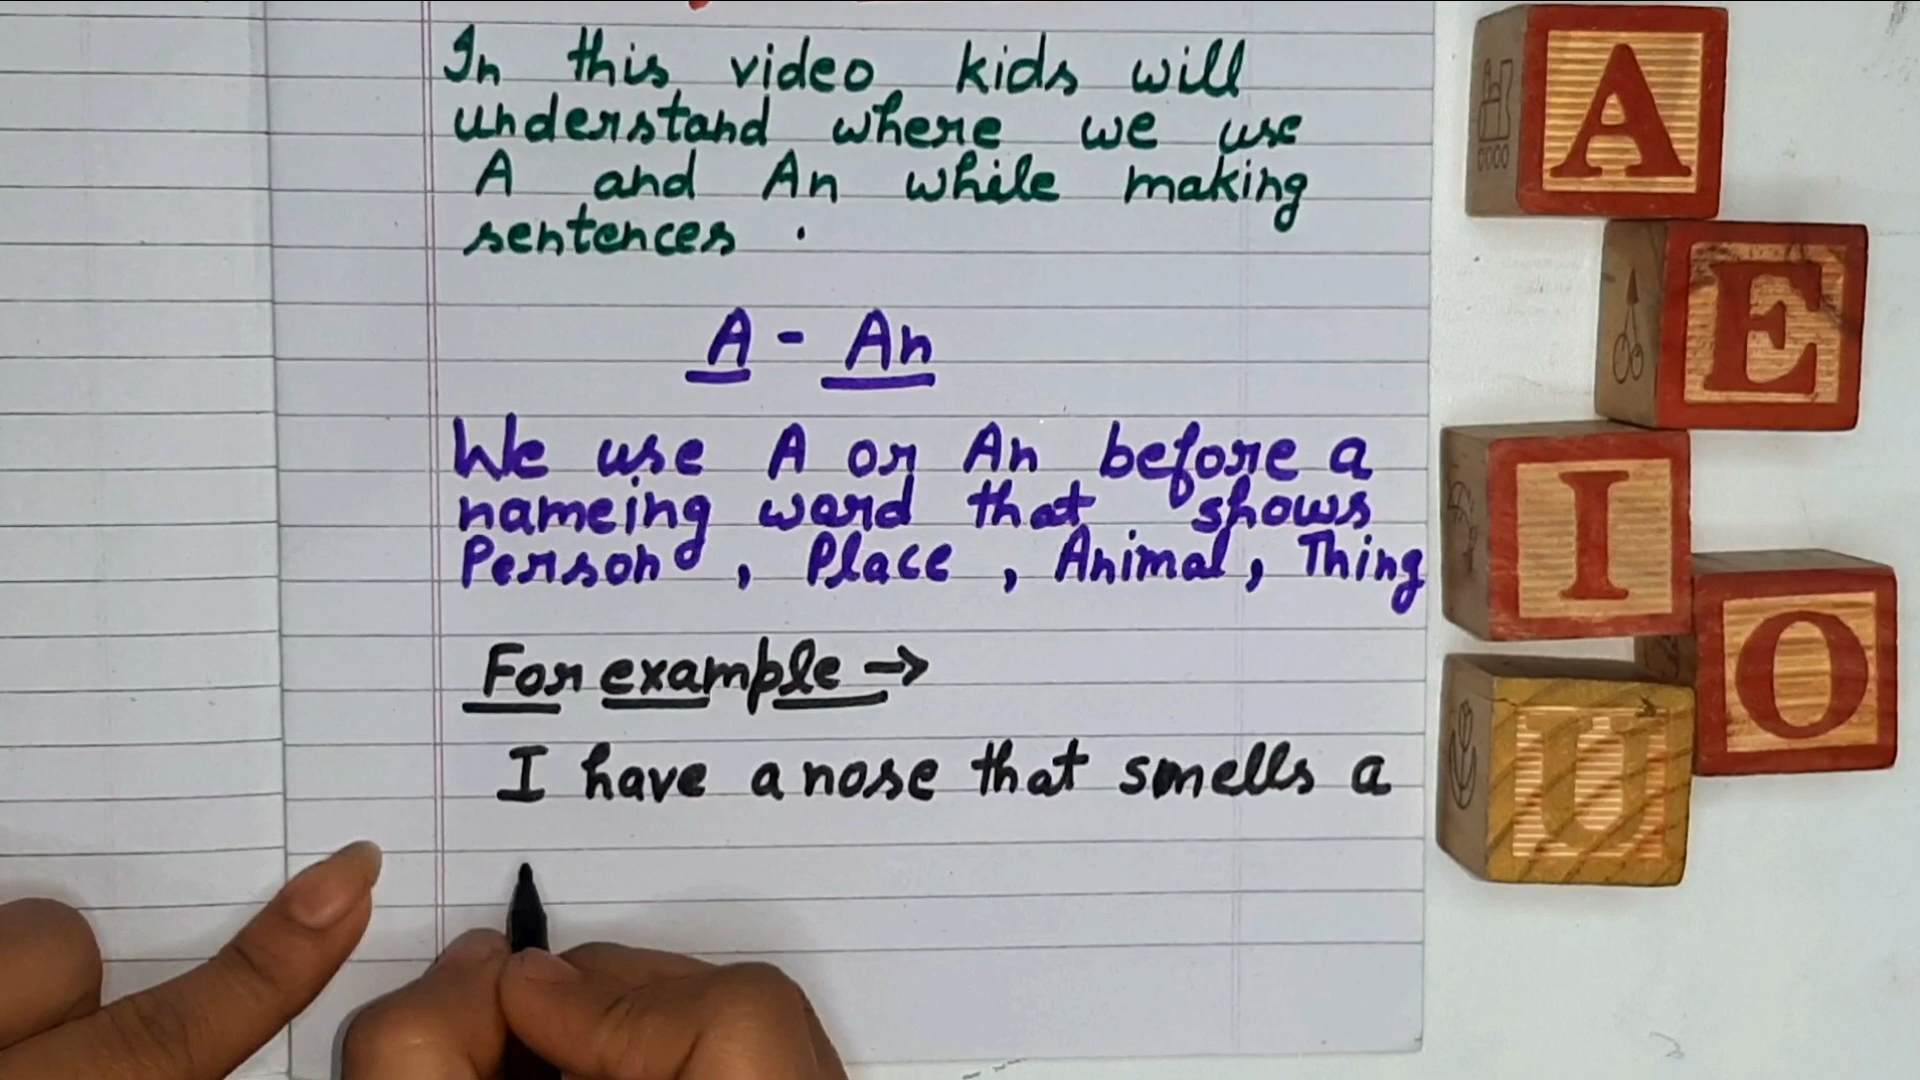 In this video kids will
understand where we use
A and An while making
sentences .
A - An
We use A or An before a
nameing word that shows
Person , Place , Animal , Thing
For example →
I have a nose that smells a
A
E
I
O
U